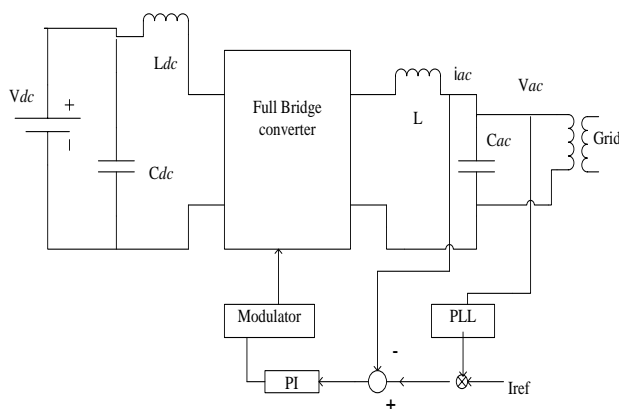 Ldc
iac
Vac
Vdc
+
Full Bridge
converter
L
Grid
Cac
Cdc
Modulator
PLL
-
PI
Iref
+